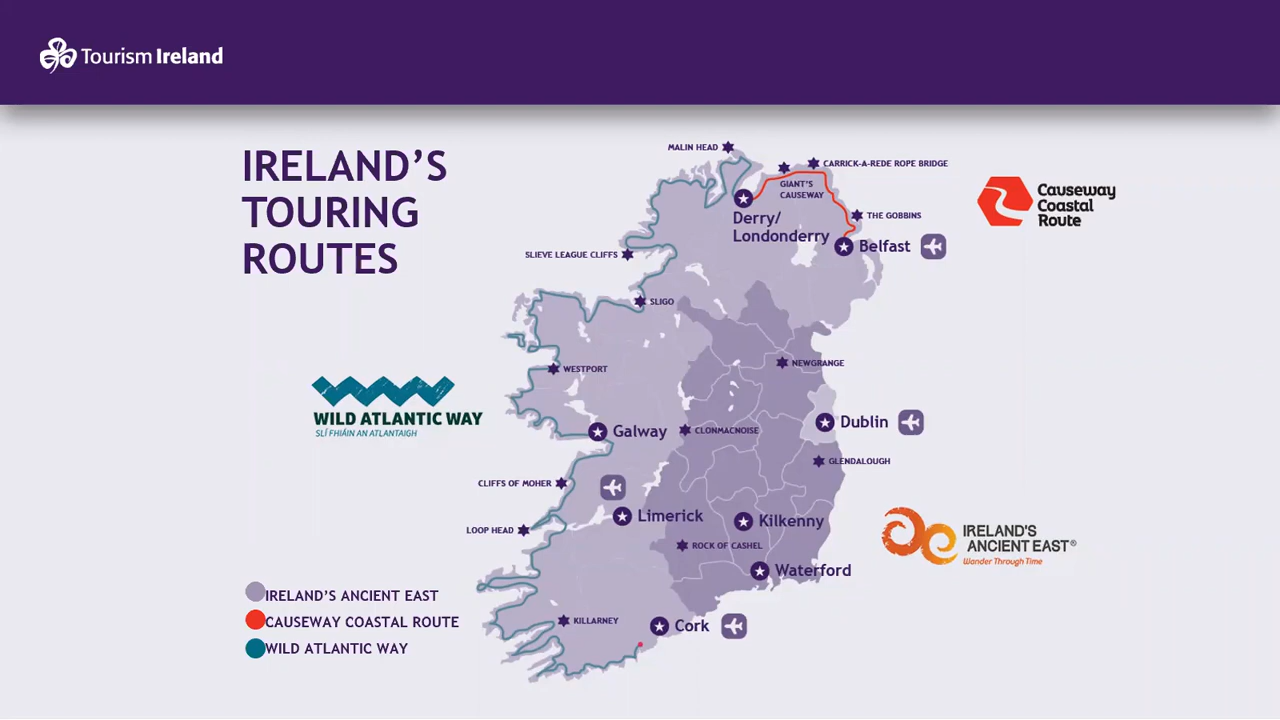 Tourism Ireland
IRELAND'S
TOURING
ROUTES
MALIN HEAD
CARRICK-A-REDE ROPE BRIDGE
GIANT'S
CAUSEWAY
Derry/
Londonderry
THE GOBBINS
Belfast
Causeway
Coastal
Route
SLIEVE LEAGUE CLIFFS
SLIGO
NEWGRANGE
WESTPORT
WILD ATLANTIC WAY
SLÍ FHIÁIN AN ATLANTAIGH
Galway
CLONMACNOISE
Dublin
GLENDALOUGH
CLIFFS OF MOHER
Limerick
LOOP HEAD
Kilkenny
ROCK OF CASHEL
IRELAND'S
ANCIENT EAST®
Wander Through Time
Waterford
KILLARNEY
Cork
IRELAND'S ANCIENT EAST
CAUSEWAY COASTAL ROUTE
WILD ATLANTIC WAY